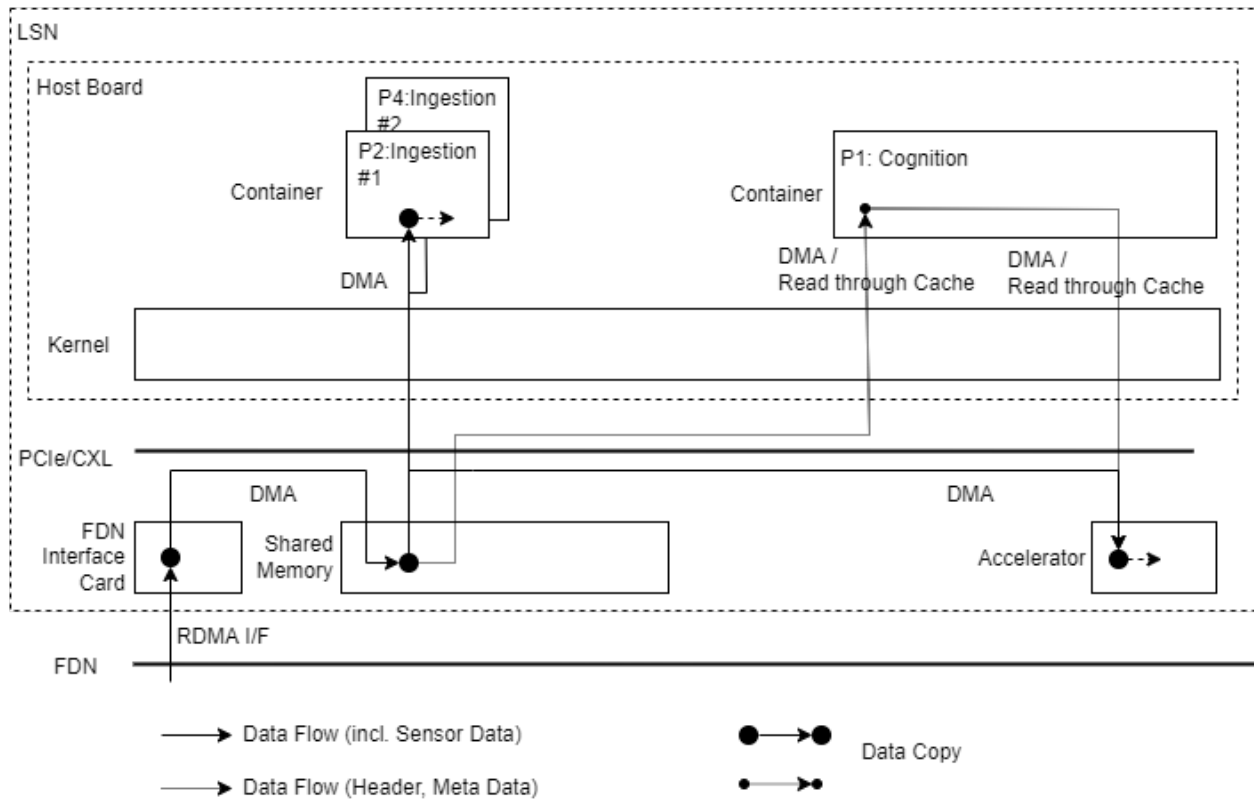 LSN
Host Board
P4:Ingestion
#2
P2:Ingestion
#1
Container
P1: Cognition
Container
DMA
DMA /
Read through Cache
DMA /
Read through Cache
Kernel
PCIe/CXL
DMA
DMA
FDN
Interface
Card
Shared
Memory
Accelerator
RDMA I/F
FDN
Data Flow (incl. Sensor Data)
Data Copy
Data Flow (Header, Meta Data)